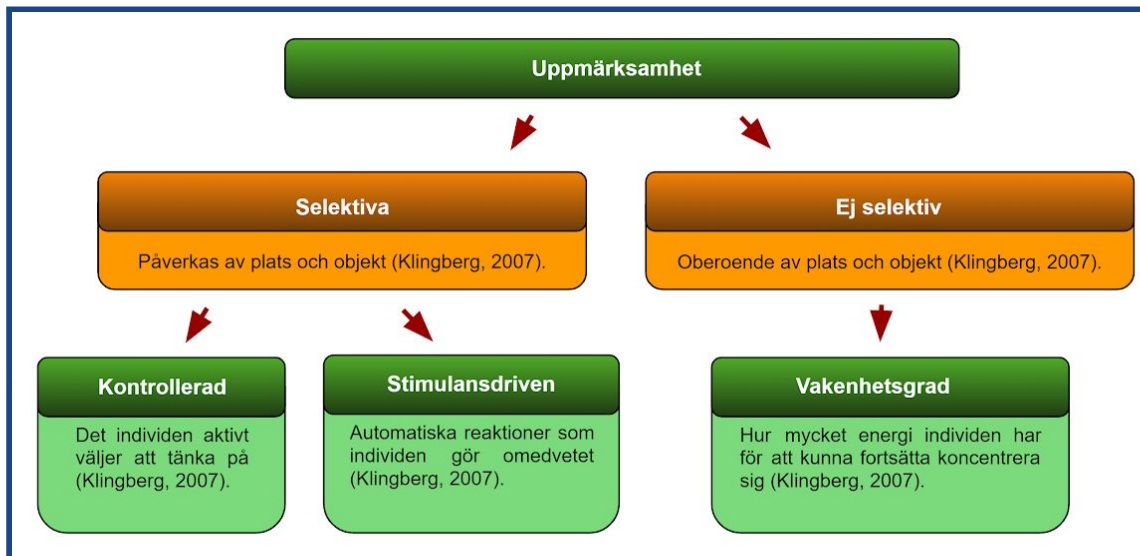 Uppmärksamhet
Selektiva
Påverkas av plats och objekt (Klingberg, 2007).
Ej selektiv
Oberoende av plats och objekt (Klingberg, 2007).
Kontrollerad
Det individen aktivt
väljer att tänka på
(Klingberg, 2007).
Stimulansdriven
Automatiska reaktioner som
individen gör omedvetet
(Klingberg, 2007).
Vakenhetsgrad
Hur mycket energi individen har
för att kunna fortsätta koncentrera
sig (Klingberg, 2007).